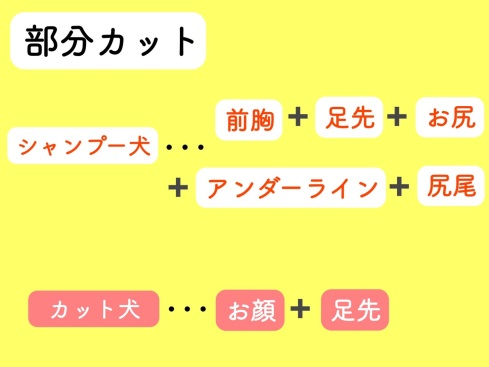 部分カット
シャンプー犬・・・前胸+足先+お尻
+アンダーライン+尻尾
カット犬・・・お顔+足先